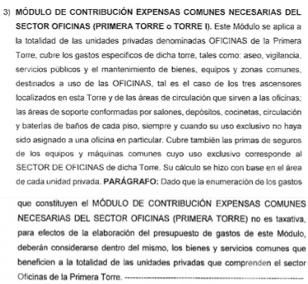 3) MÓDULO DE CONTRIBUCIÓN EXPENSAS COMUNES NECESARIAS DEL
SECTOR OFICINAS (PRIMERA TORRE o TORRE I). Este Módulo se aplica a
la totalidad de las unidades privadas denominadas OFICINAS de la Primera
Torre, cubre los gastos específicos de dicha torre, tales como: aseo, vigilancia,
servicios públicos y el mantenimiento de bienes, equipos y zonas comunes,
destinados a uso de las OFICINAS, tal es el caso de los tres ascensores
localizados en esta Torre y de las áreas de circulación que sirven a las oficinas;
las áreas de soporte conformadas por salones, depósitos, cocinetas, circulación
y baterías de baños de cada piso, siempre y cuando su uso exclusivo no haya
sido asignado a una oficina en particular. Cubre también las primas de seguros
de los equipos y máquinas comunes cuyo uso exclusivo corresponde al
SECTOR DE OFICINAS de dicha Torre. Su cálculo se hizo con base en el área
de cada unidad privada. PARÁGRAFO: Dado que la enumeración de los gastos
que constituyen el MÓDULO DE CONTRIBUCIÓN EXPENSAS COMUNES
NECESARIAS DEL SECTOR OFICINAS (PRIMERA TORRE) no es taxativa,
para efectos de la elaboración del presupuesto de gastos de este Módulo,
deberán considerarse dentro del mismo, los bienes y servicios comunes que
beneficien a la totalidad de las unidades privadas que comprenden el sector
Oficinas de la Primera Torre. ------------------------------------------------